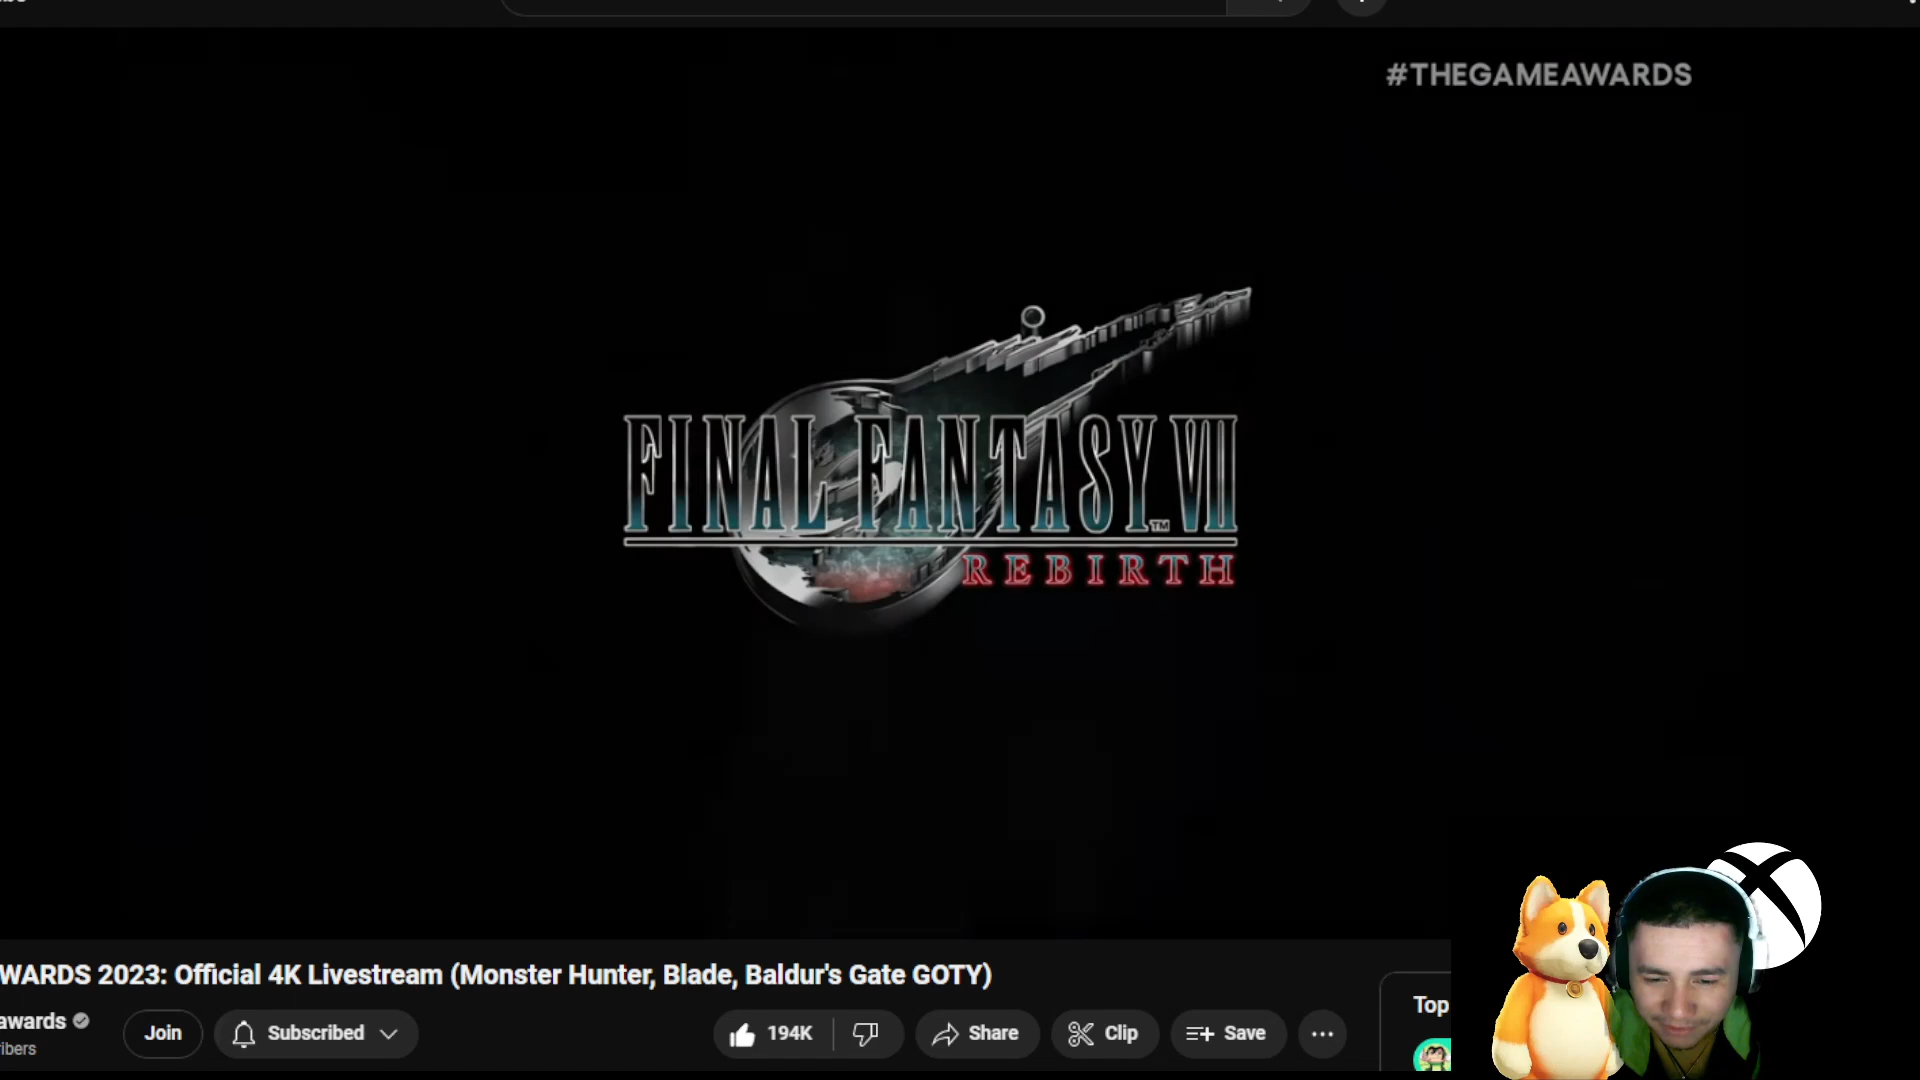 #THEGAMEAWARDS
FINAL FANTASY VII
TM
REBIRTH
WARDS 2023: Official 4K Livestream (Monster Hunter, Blade, Baldur's Gate GOTY)
awards
ibers
Join
Subscribed
194K
Share
Clip
Save
Top